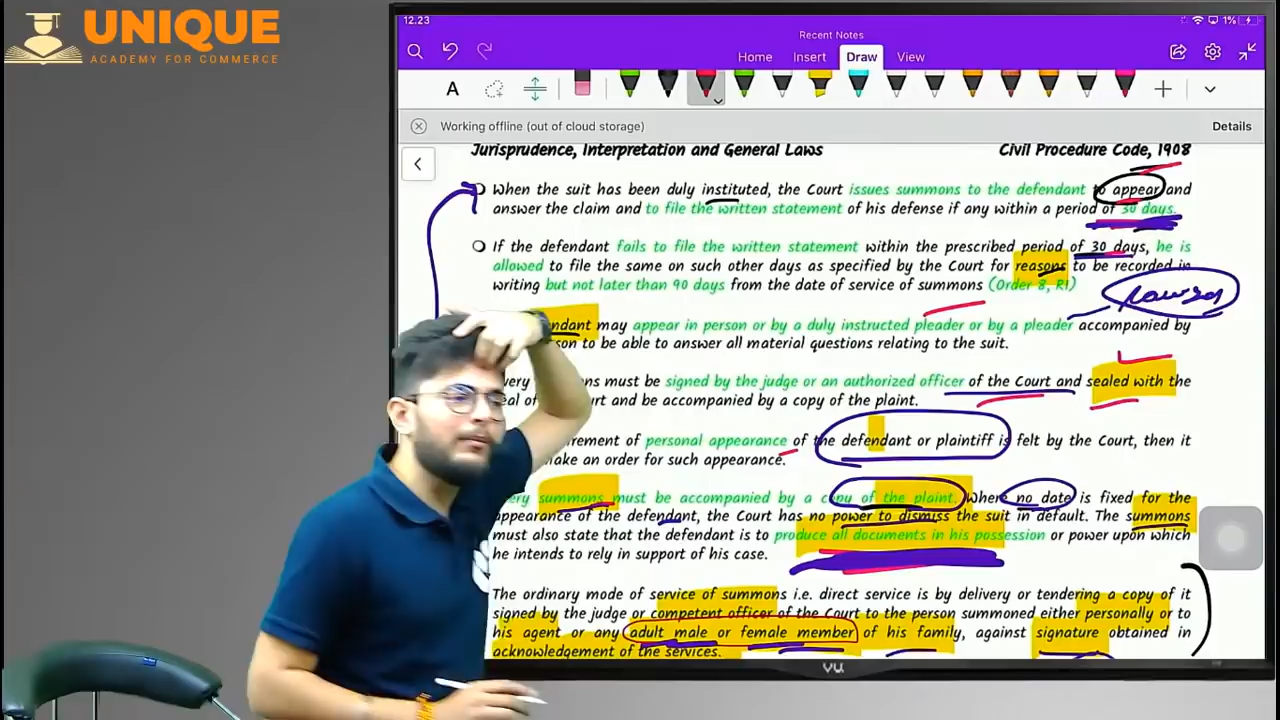 UNIQUE
ACADEMY FOR COMMERCE
12.23
1%
Recent Notes
Home Insert Draw View
A
Working offline (out of cloud storage) Details
Jurisprudence, Interpretation and General Laws Civil Procedure Code, 1908
When the suit has been duly instituted, the Court issues summons to the defendant to appear and
answer the claim and to file the written statement of his defense if any within a period of 30 days.
If the defendant fails to file the written statement within the prescribed period of 30 days, he is
allowed to file the same on such other days as specified by the Court for reasons to be recorded in
writing but not later than 90 days from the date of service of summons (Order 8, R1)
ndant may appear in person or by a duly instructed pleader or by a pleader accompanied by
son to be able to answer all material questions relating to the suit.
very ns must be signed by the judge or an authorized officer of the Court and sealed with the
eal of rt and be accompanied by a copy of the plaint.
irement of personal appearance of the defendant or plaintiff is felt by the Court, then it
ake an order for such appearance.
ery summons must be accompanied by a copy of the plaint. Where no date is fixed for the
appearance of the defendant, the Court has no power to dismiss the suit in default. The summons
must also state that the defendant is to produce all documents in his possession or power upon which
he intends to rely in support of his case.
The ordinary mode of service of summons i.e. direct service is by delivery or tendering a copy of it
signed by the judge or competent officer of the Court to the person summoned either personally or to
his agent or any adult male or female member of his family, against signature obtained in
acknowledgement of the services.
vu